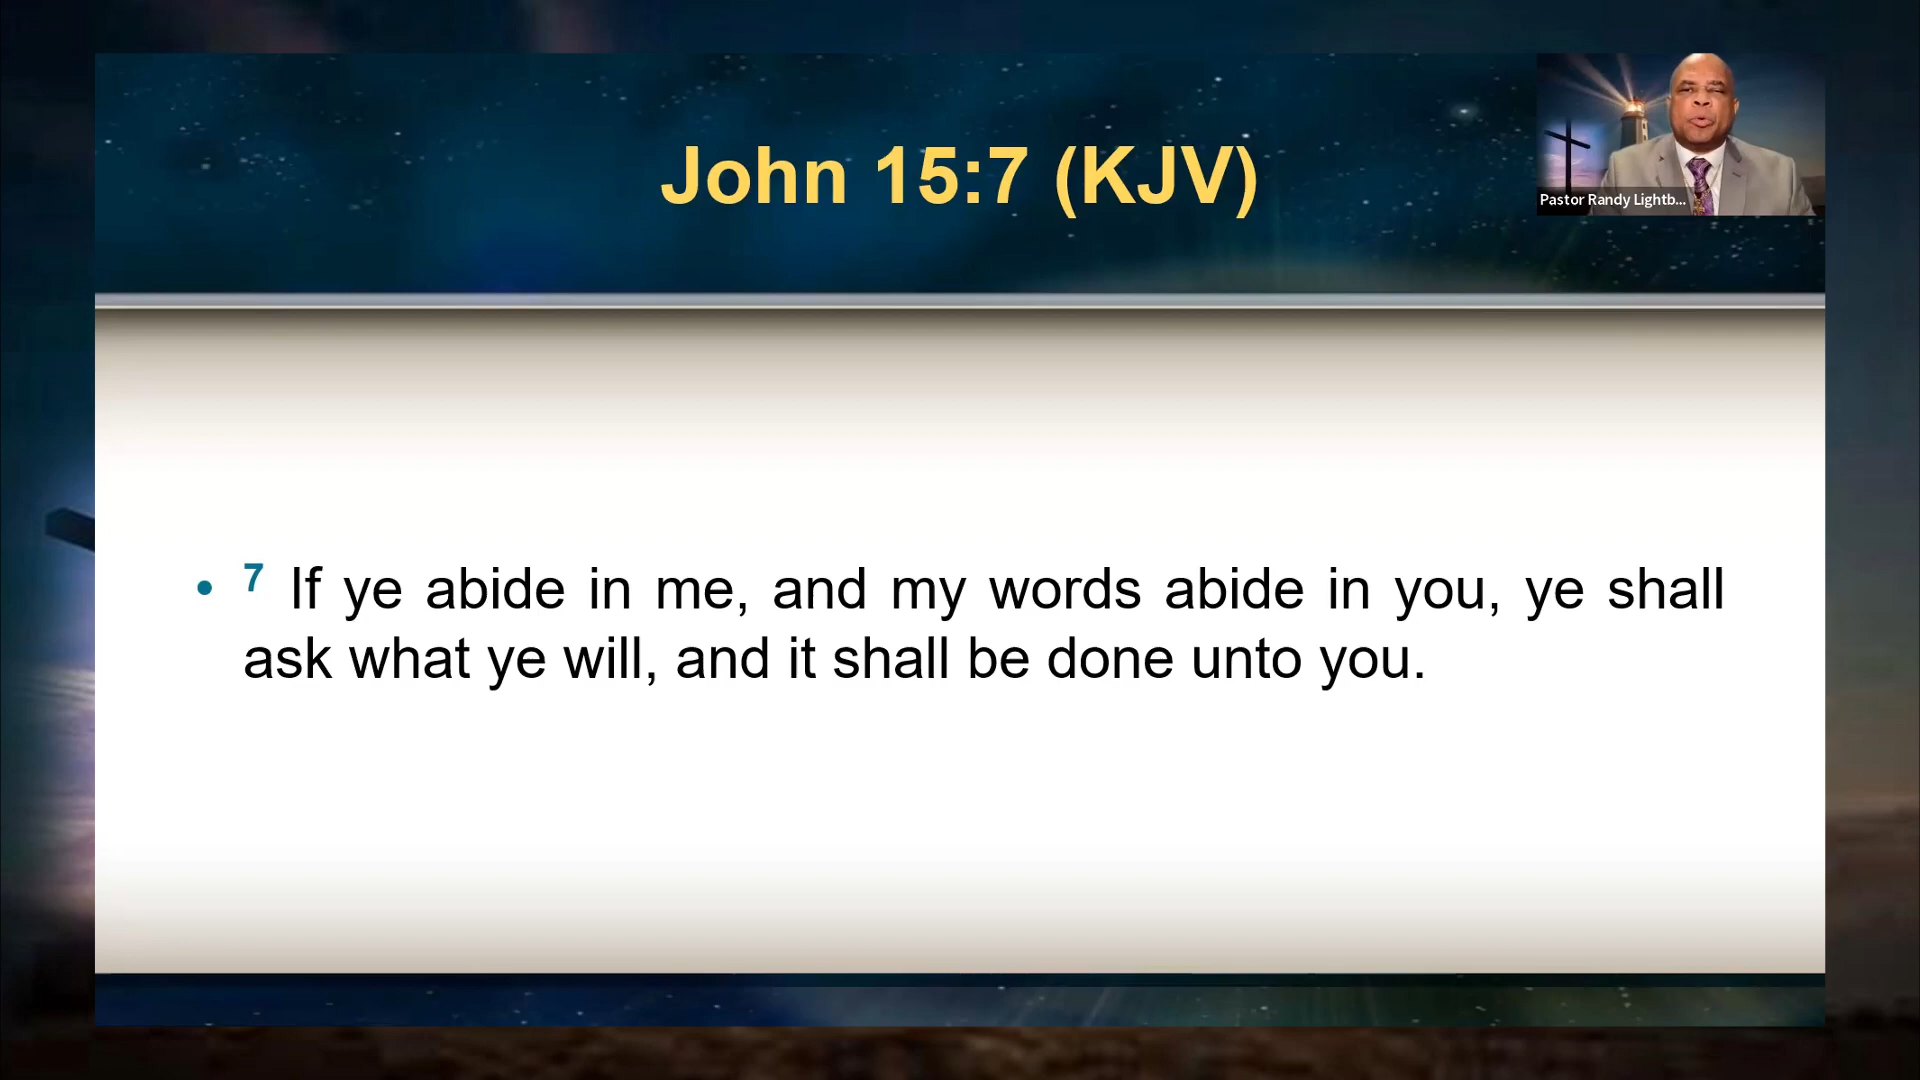 John 15:7 (KJV)
Pastor Randy Lightb...
• 7 If ye abide in me, and my words abide in you, ye shall
ask what ye will, and it shall be done unto you.